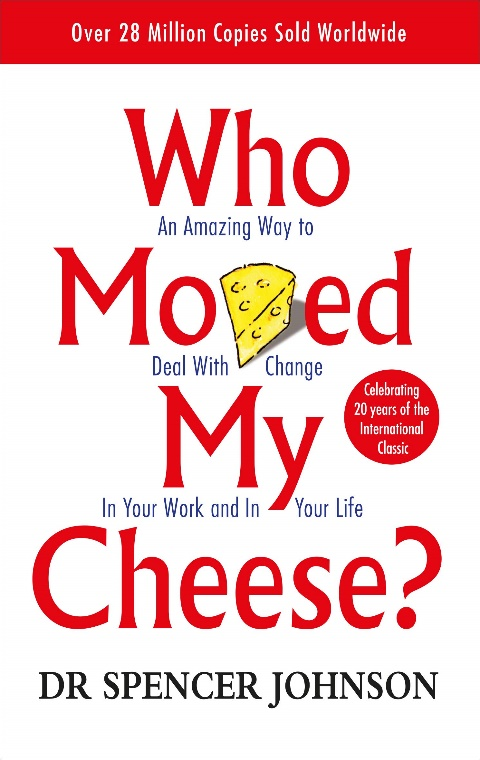 Over 28 Million Copies Sold Worldwide
Who
An Amazing Way to
Moved
Deal With Change
My
In Your Work and In Your Life
Cheese?
Celebrating
20 years of the
International
Classic
DR SPENCER JOHNSON